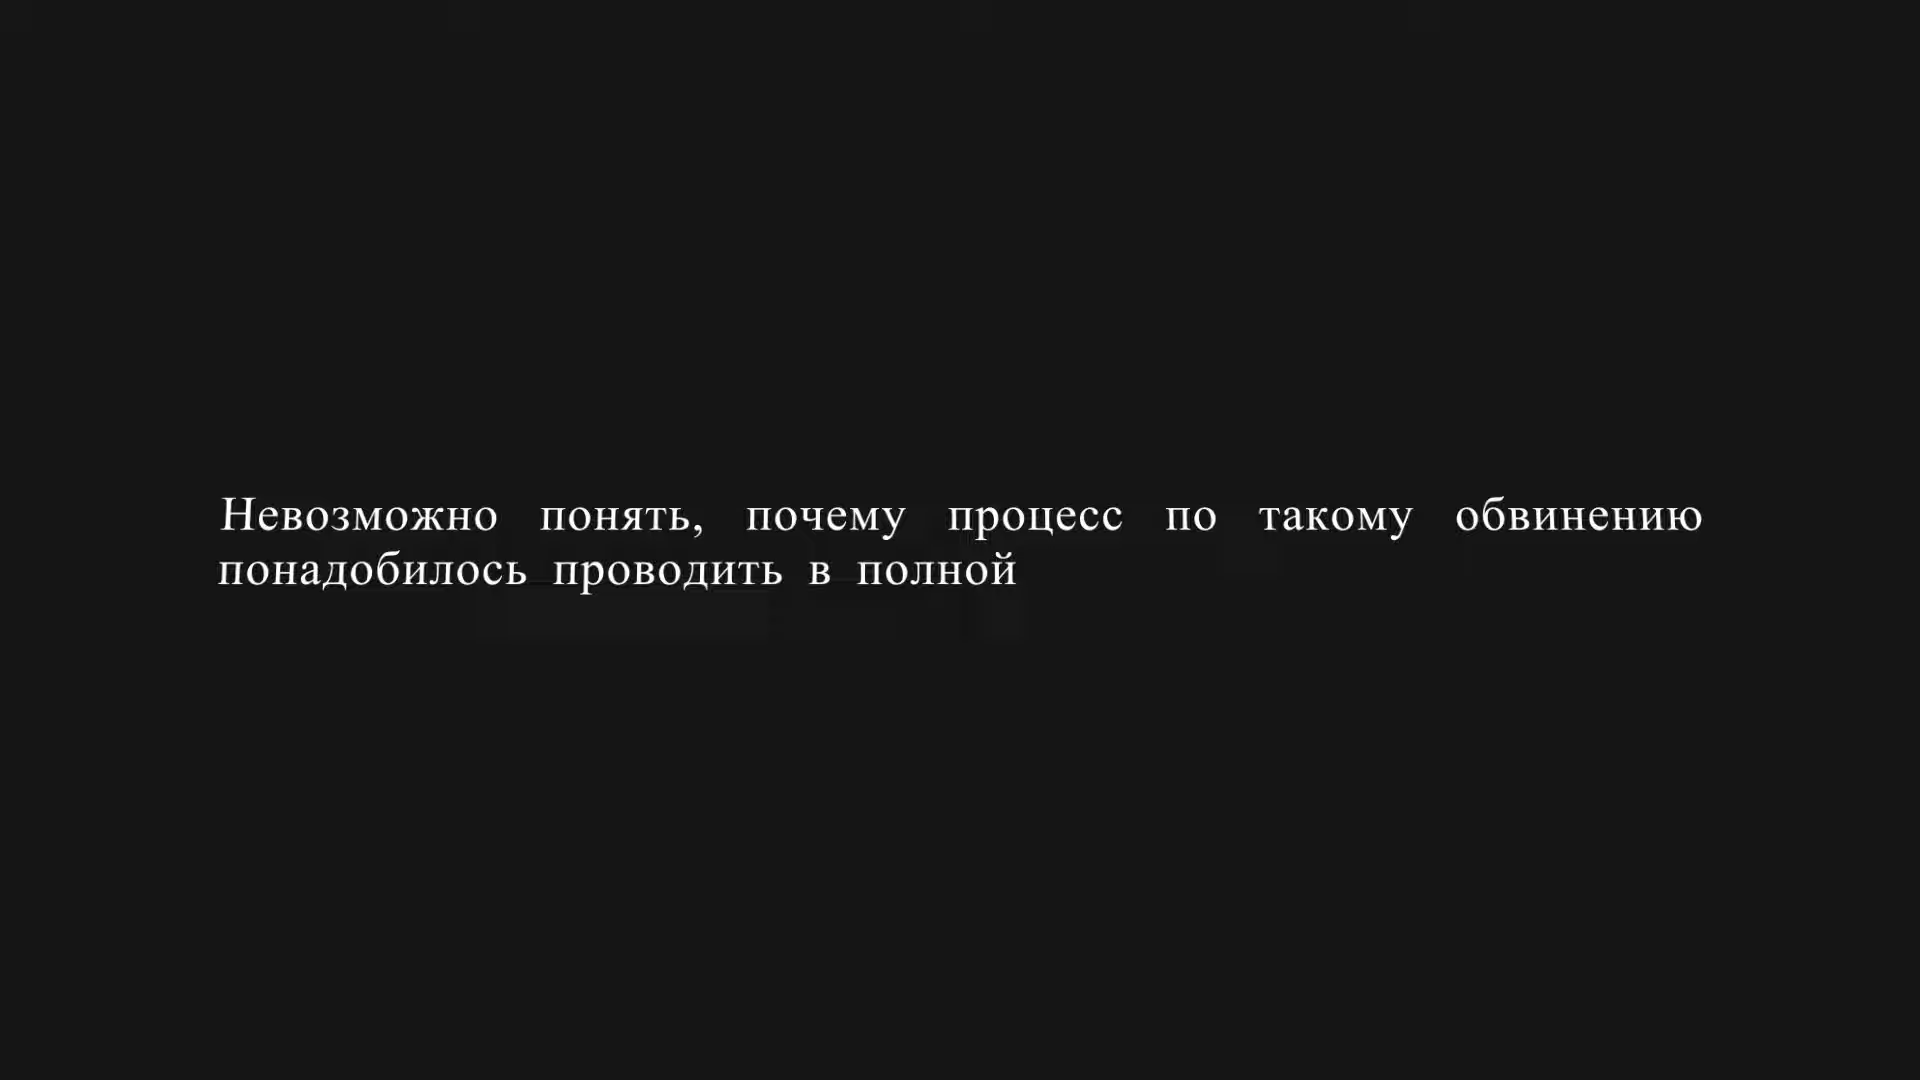 Невозможно понять, почему процесс по такому обвинению
понадобилось проводить в полной